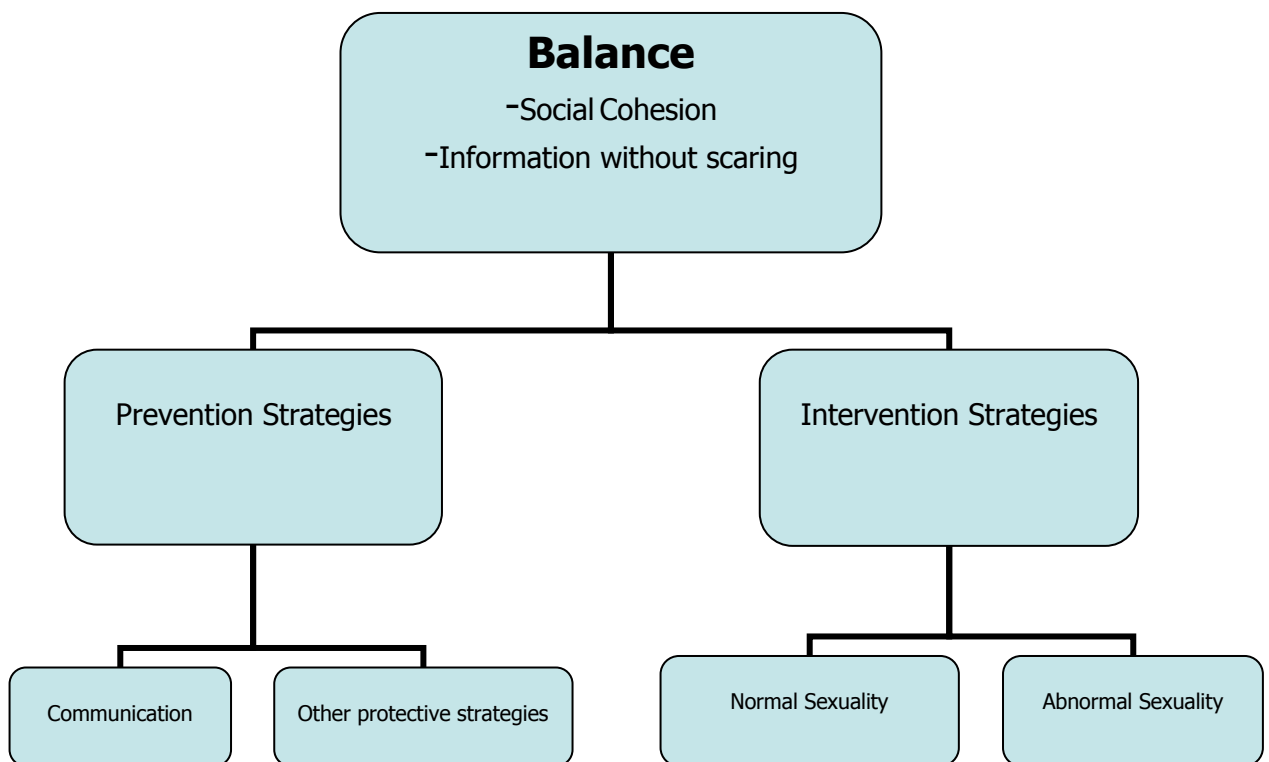 Balance
-Social Cohesion
-Information without scaring
Prevention Strategies
Intervention Strategies
Communication
Other protective strategies
Normal Sexuality
Abnormal Sexuality